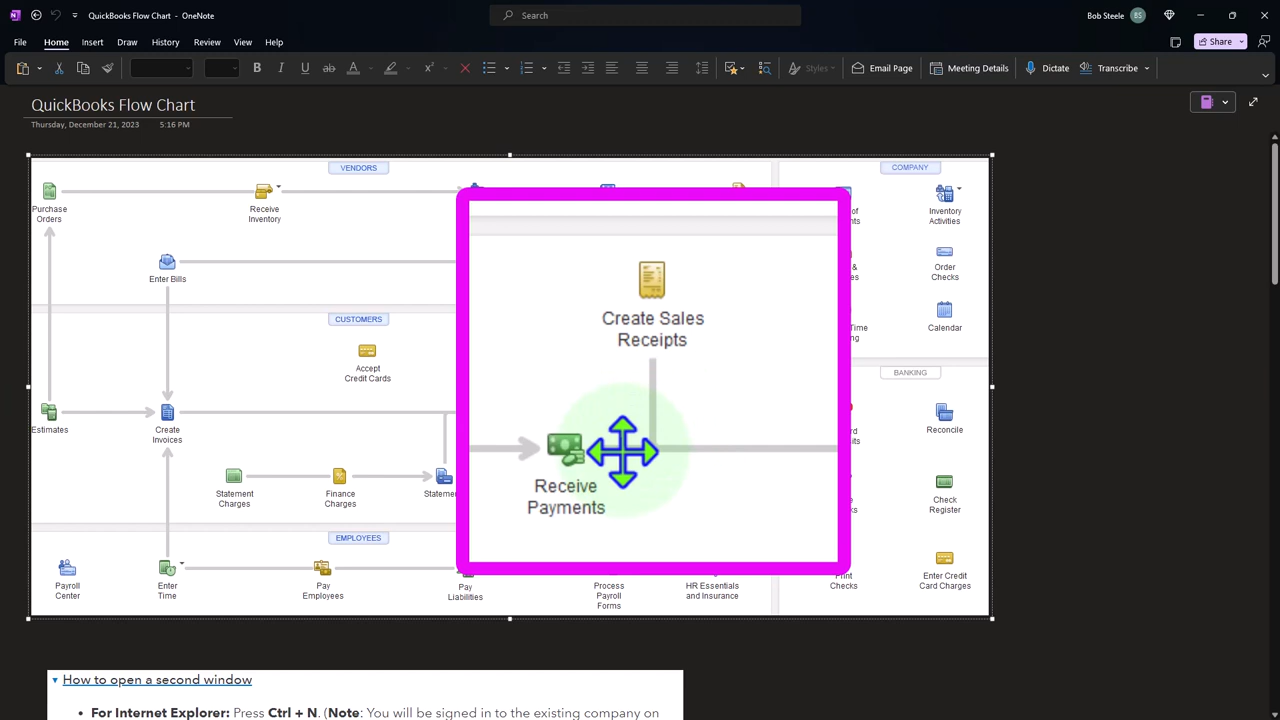 QuickBooks Flow Chart - OneNote
Search
Bob Steele
BS
File
Home
Insert
Draw
History
Review
View
Help
Share
Email Page
Meeting Details
Styles
Dictate
Transcribe
QuickBooks Flow Chart
Thursday, December 21, 2023
5:16 PM
VENDORS
COMPANY
Purchase
Orders
Receive
Inventory
Inventory
Activities
Enter Bills
Order
Checks
Calendar
CUSTOMERS
Accept
Credit Cards
Create Sales
Receipts
Receive
Payments
BANKING
Estimates
Create
Invoices
Reconcile
Statement
Charges
Finance
Charges
Check
Register
EMPLOYEES
Payroll
Center
Enter
Time
Pay
Employees
Pay
Liabilities
Process
Payroll
Forms
HR Essentials
and Insurance
Print
Checks
Enter Credit
Card Charges
How to open a second window
• For Internet Explorer: Press Ctrl + N. (Note: You will be signed in to the existing company on